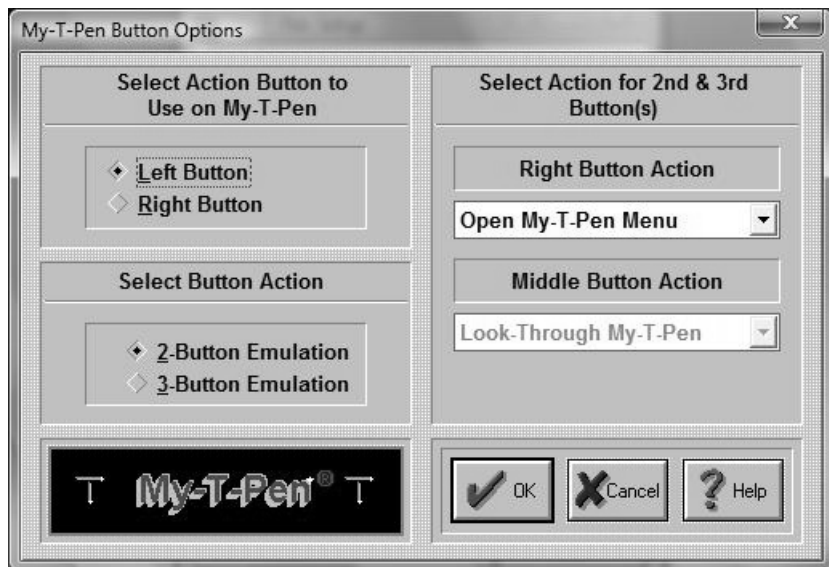 My-T-Pen Button Options
X
Select Action Button to
Use on My-T-Pen
Left Button
Right Button
Select Button Action
2-Button Emulation
3-Button Emulation
Select Action for 2nd & 3rd
Button(s)
Right Button Action
Open My-T-Pen Menu
Middle Button Action
Look-Through My-T-Pen
T My-T-Pen® T
OK
Cancel
Help